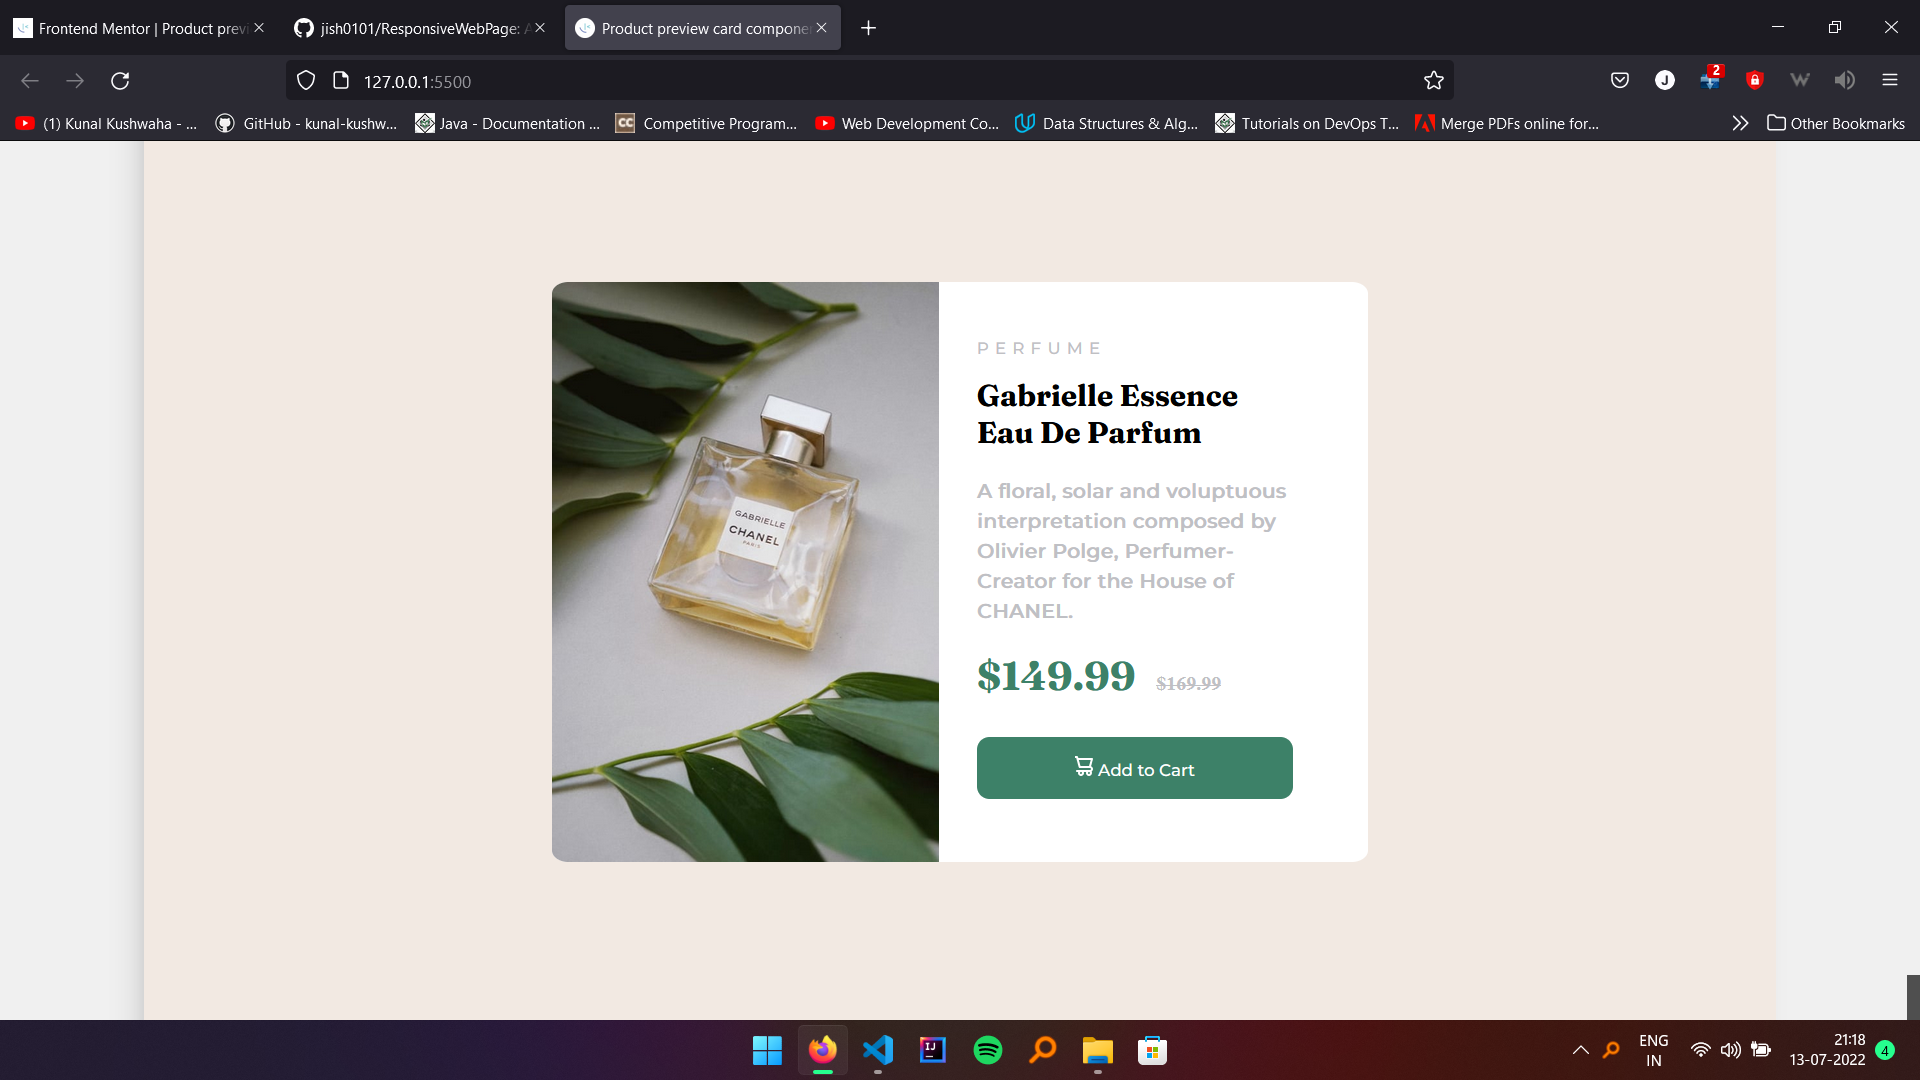 Frontend Mentor | Product previ
jish0101/ResponsiveWebPage: A
Product preview card componen
127.0.0.1:5500
J
2
(1) Kunal Kushwaha - ...
GitHub - kunal-kushw...
Java - Documentation ...
CC
Competitive Program...
Web Development Co...
Data Structures & Alg...
Tutorials on DevOps T...
Merge PDFs online for...
Other Bookmarks
PERFUME
Gabrielle Essence
Eau De Parfum
A floral, solar and voluptuous
interpretation composed by
Olivier Polge, Perfumer-
Creator for the House of
CHANEL.
$149.99 $169.99
Add to Cart
GABRIELLE
CHANEL
PARIS
IJ
ENG
IN
21:18
13-07-2022
4